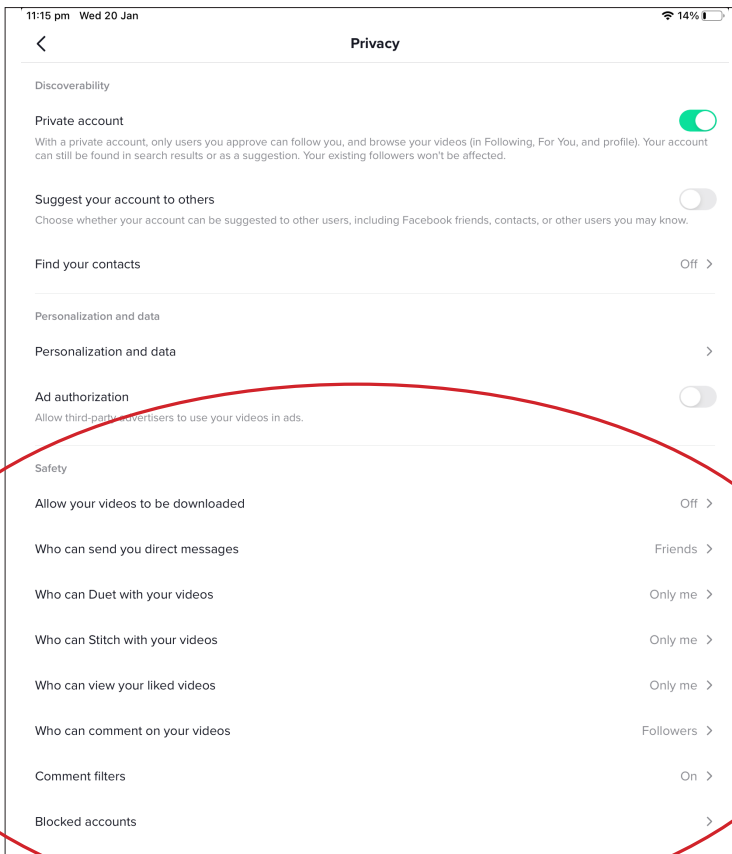 11:15 pm Wed 20 Jan 14%
Privacy
Discoverability
Private account
With a private account, only users you approve can follow you, and browse your videos (in Following, For You, and profile). Your account
can still be found in search results or as a suggestion. Your existing followers won't be affected.
Suggest your account to others
Choose whether your account can be suggested to other users, including Facebook friends, contacts, or other users you may know.
Find your contacts Off
Personalization and data
Personalization and data
Ad authorization
Allow third-party advertisers to use your videos in ads.
Safety
Allow your videos to be downloaded Off
Who can send you direct messages Friends
Who can Duet with your videos Only me
Who can Stitch with your videos Only me
Who can view your liked videos Only me
Who can comment on your videos Followers
Comment filters On
Blocked accounts